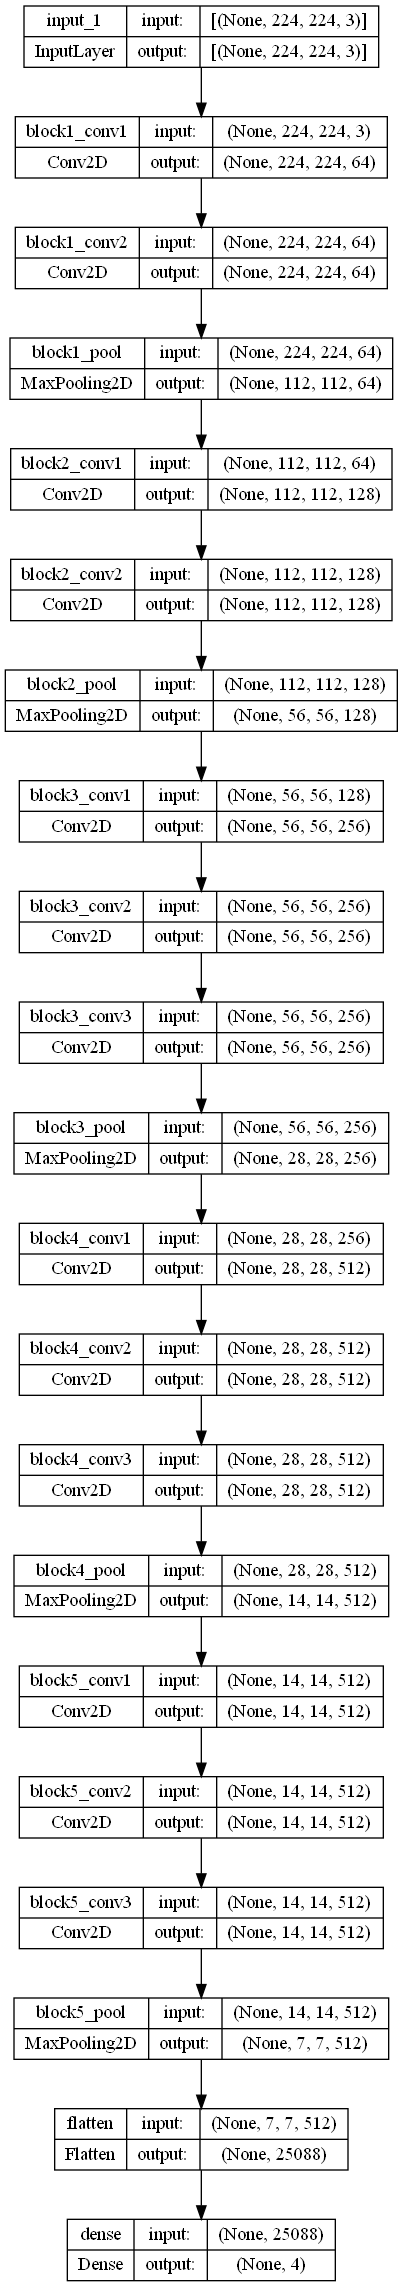 input_1 input: [(None, 224, 224, 3)]
InputLayer output: [(None, 224, 224, 3)]
block1_conv1 input: (None, 224, 224, 3)
Conv2D output: (None, 224, 224, 64)
block1_conv2 input: (None, 224, 224, 64)
Conv2D output: (None, 224, 224, 64)
block1_pool input: (None, 224, 224, 64)
MaxPooling2D output: (None, 112, 112, 64)
block2_conv1 input: (None, 112, 112, 64)
Conv2D output: (None, 112, 112, 128)
block2_conv2 input: (None, 112, 112, 128)
Conv2D output: (None, 112, 112, 128)
block2_pool input: (None, 112, 112, 128)
MaxPooling2D output: (None, 56, 56, 128)
block3_conv1 input: (None, 56, 56, 128)
Conv2D output: (None, 56, 56, 256)
block3_conv2 input: (None, 56, 56, 256)
Conv2D output: (None, 56, 56, 256)
block3_conv3 input: (None, 56, 56, 256)
Conv2D output: (None, 56, 56, 256)
block3_pool input: (None, 56, 56, 256)
MaxPooling2D output: (None, 28, 28, 256)
block4_conv1 input: (None, 28, 28, 256)
Conv2D output: (None, 28, 28, 512)
block4_conv2 input: (None, 28, 28, 512)
Conv2D output: (None, 28, 28, 512)
block4_conv3 input: (None, 28, 28, 512)
Conv2D output: (None, 28, 28, 512)
block4_pool input: (None, 28, 28, 512)
MaxPooling2D output: (None, 14, 14, 512)
block5_conv1 input: (None, 14, 14, 512)
Conv2D output: (None, 14, 14, 512)
block5_conv2 input: (None, 14, 14, 512)
Conv2D output: (None, 14, 14, 512)
block5_conv3 input: (None, 14, 14, 512)
Conv2D output: (None, 14, 14, 512)
block5_pool input: (None, 14, 14, 512)
MaxPooling2D output: (None, 7, 7, 512)
flatten input: (None, 7, 7, 512)
Flatten output: (None, 25088)
dense input: (None, 25088)
Dense output: (None, 4)